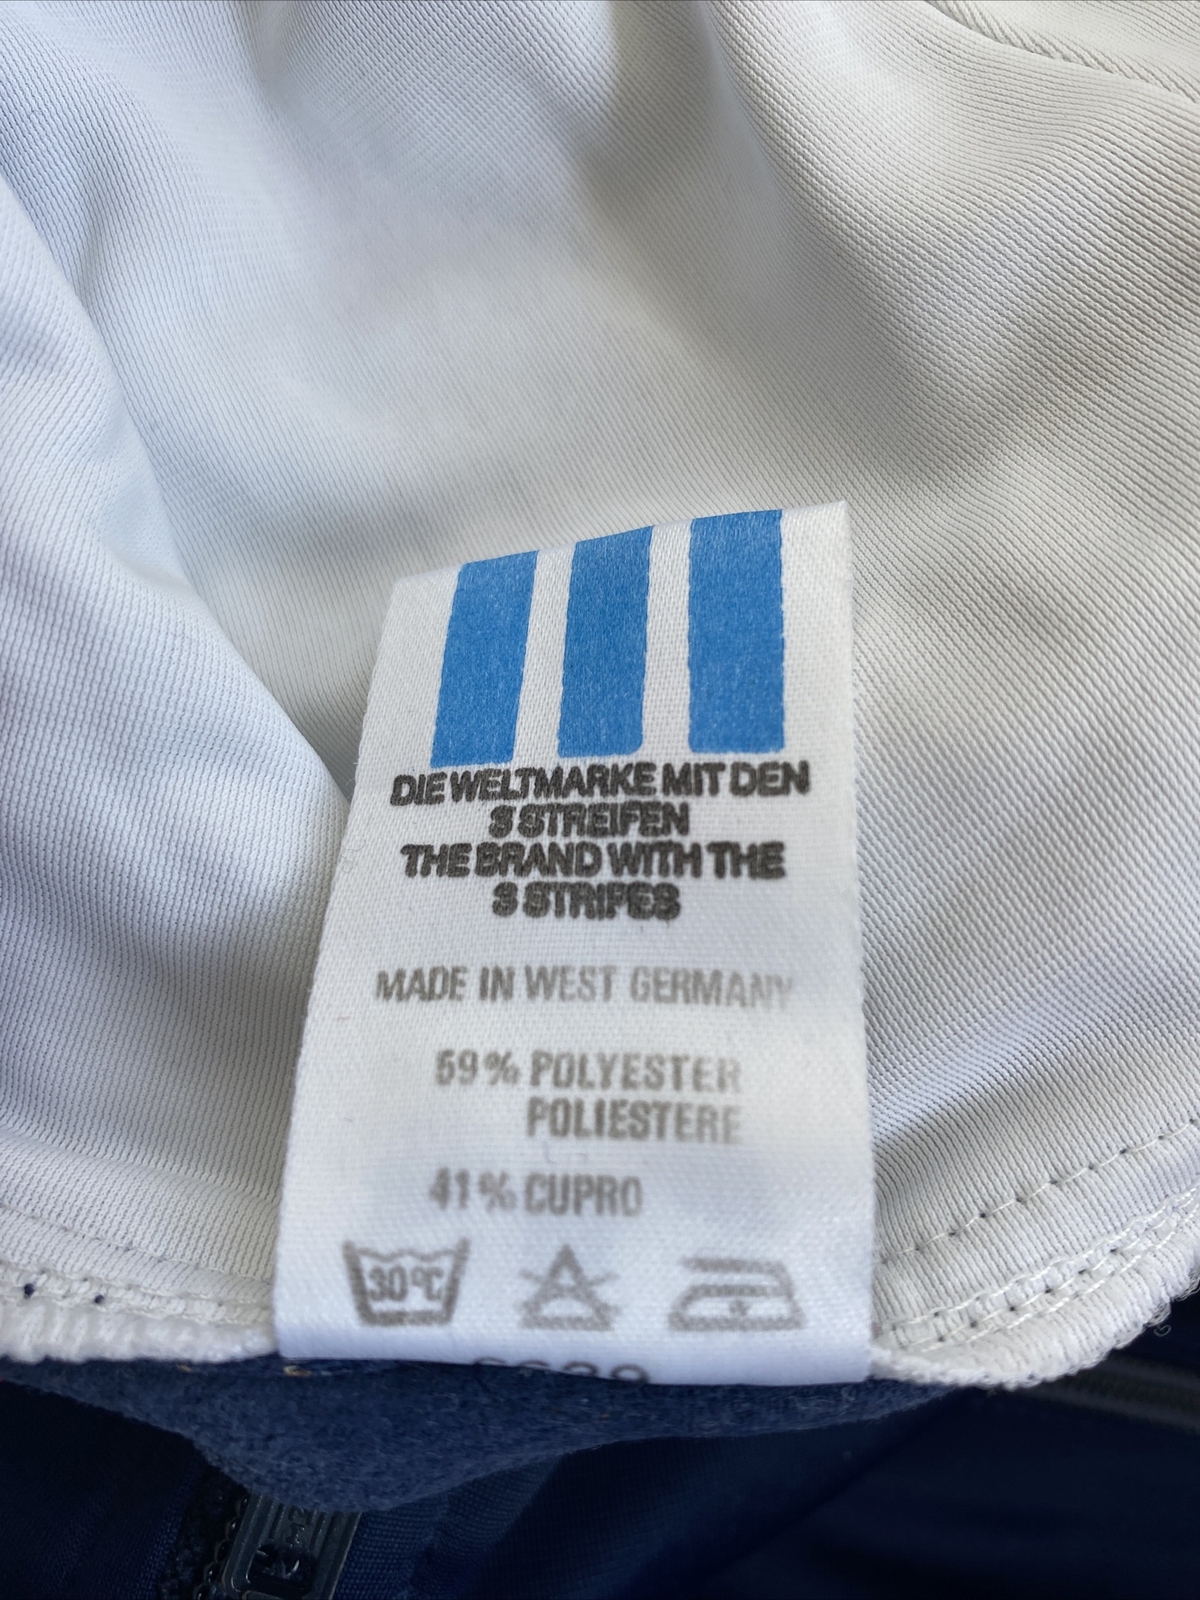 DIE WELTMARKE MIT DEN
3 STREIFEN
THE BRAND WITH THE
3 STRIPES
MADE IN WEST GERMANY
59% POLYESTER
POLIESTERE
41% CUPRO
30°C
A